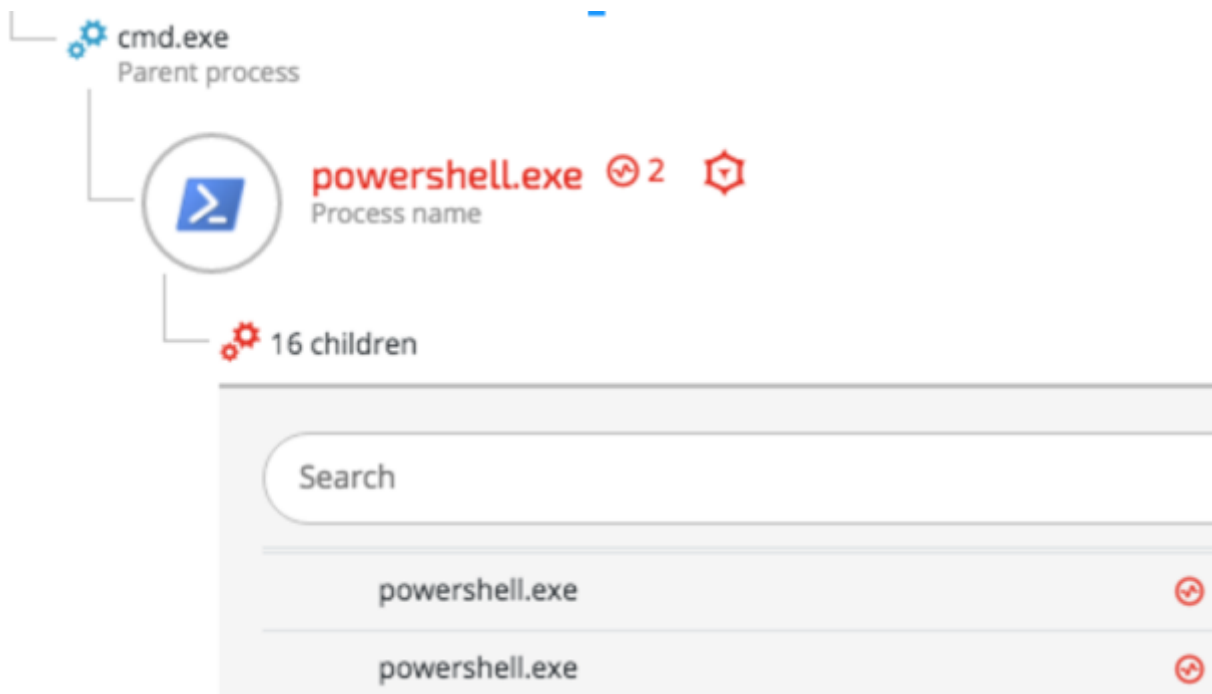 cmd.exe
Parent process
powershell.exe 2
Process name
16 children
Search
powershell.exe
powershell.exe